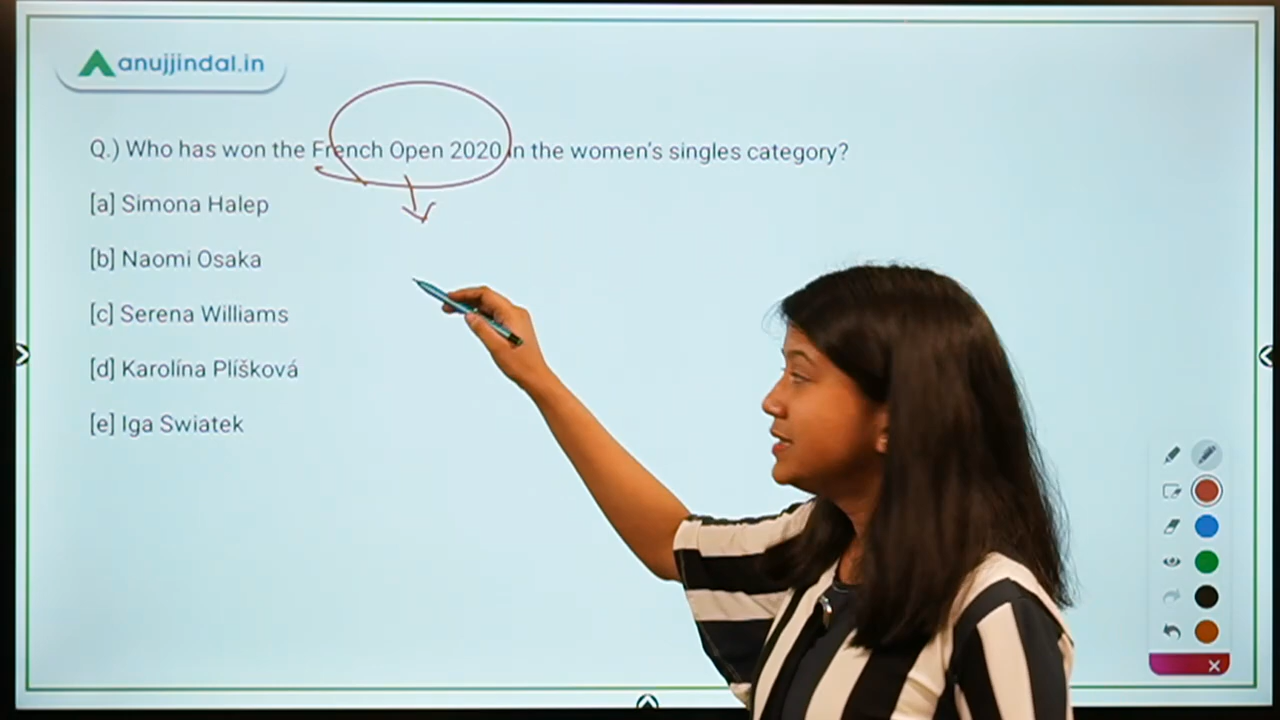 anujjindal.in
Q.) Who has won the French Open 2020 in the women's singles category?
[a] Simona Halep
[b] Naomi Osaka
[c] Serena Williams
[d] Karolína Plíšková
[e] Iga Swiatek